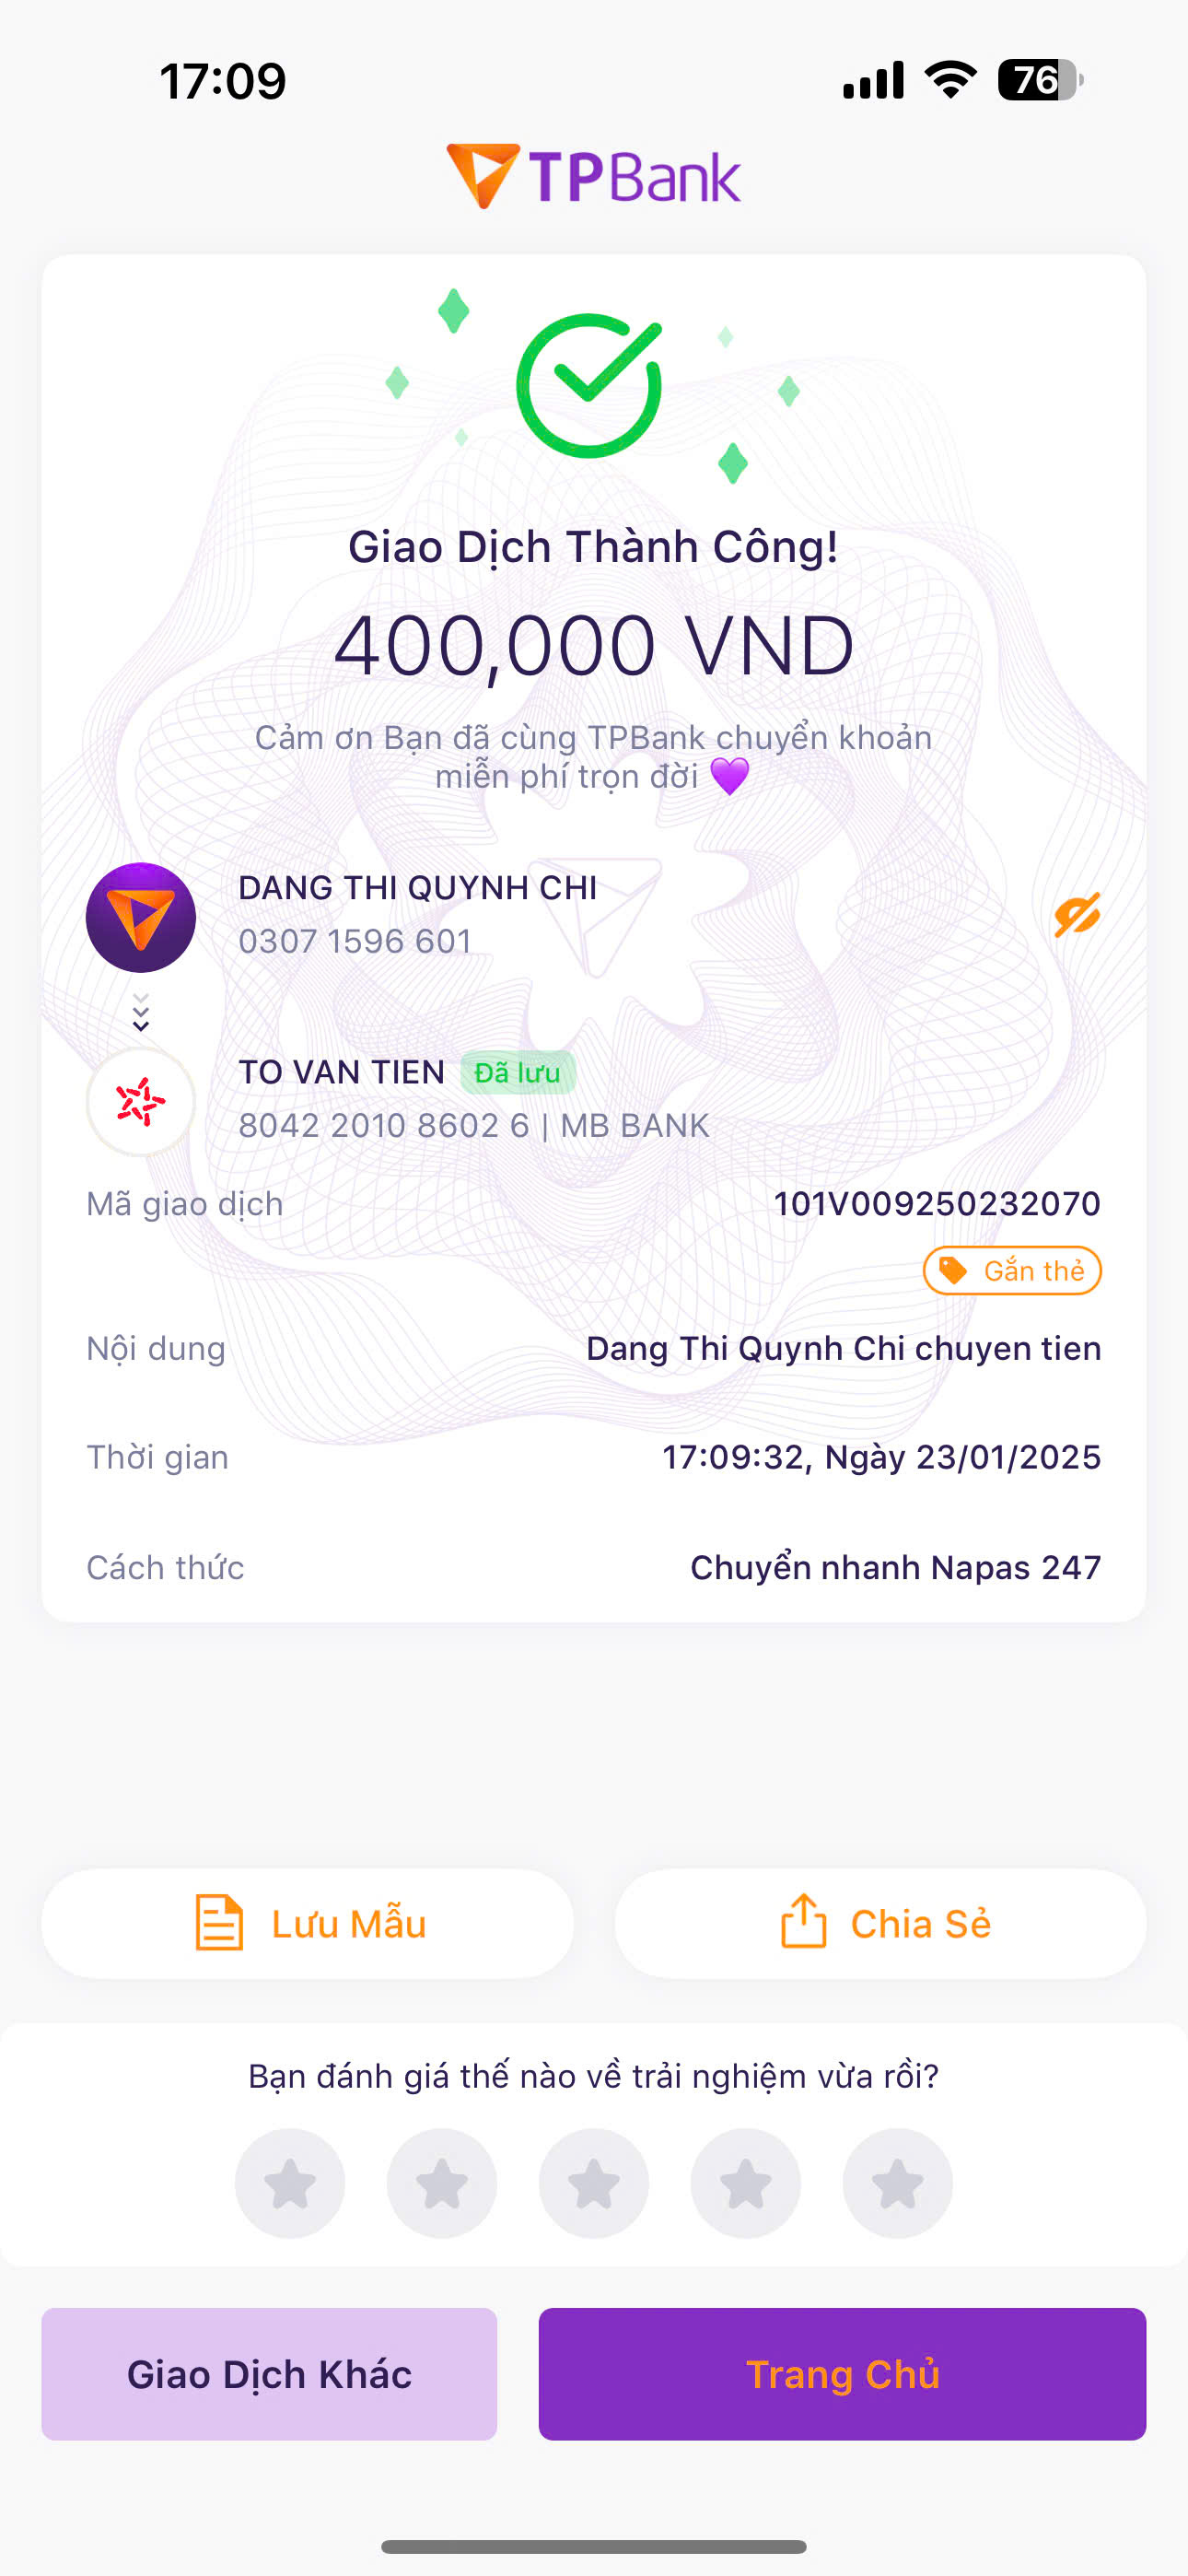 17:09
76
TPBank
Giao Dịch Thành Công!
400,000 VND
Cảm ơn Bạn đã cùng TPBank chuyển khoản
miễn phí trọn đời 💜
DANG THI QUYNH CHI
0307 1596 601
TO VAN TIEN Đã lưu
8042 2010 8602 6 | MB BANK
Mã giao dịch 101V009250232070
Gắn thẻ
Nội dung Dang Thi Quynh Chi chuyen tien
Thời gian 17:09:32, Ngày 23/01/2025
Cách thức Chuyển nhanh Napas 247
Lưu Mẫu Chia Sẻ
Bạn đánh giá thế nào về trải nghiệm vừa rồi?
Giao Dịch Khác Trang Chủ